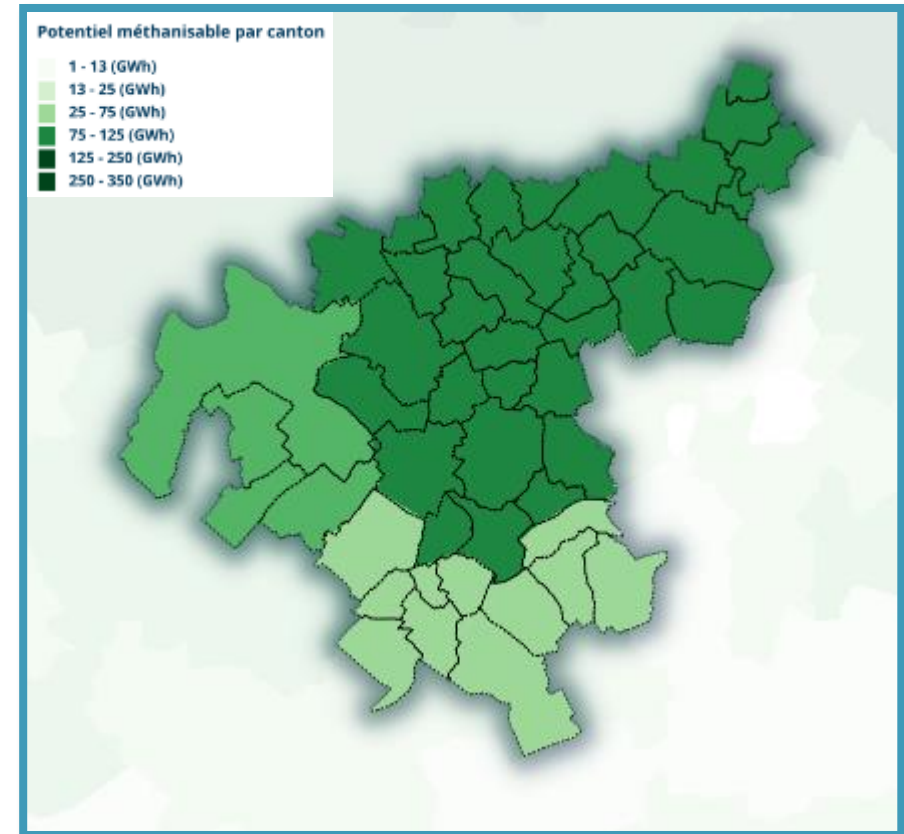 Potentiel méthanisable par canton
1 - 13 (GWh)
13 - 25 (GWh)
25 - 75 (GWh)
75 - 125 (GWh)
125 - 250 (GWh)
250 - 350 (GWh)